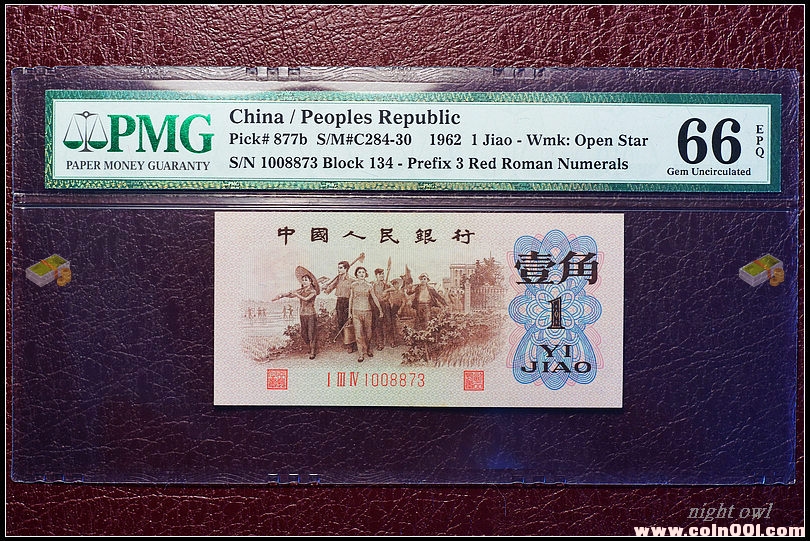 PMG
PAPER MONEY GUARANTY
China / Peoples Republic
Pick# 877b S/M#C284-30 1962 1 Jiao - Wmk: Open Star
S/N 1008873 Block 134 - Prefix 3 Red Roman Numerals
66
EPQ
Gem Uncirculated
中國人民銀行
壹角
1
YI
JIAO
I III IV 1008873
night owl
www.coin001.com